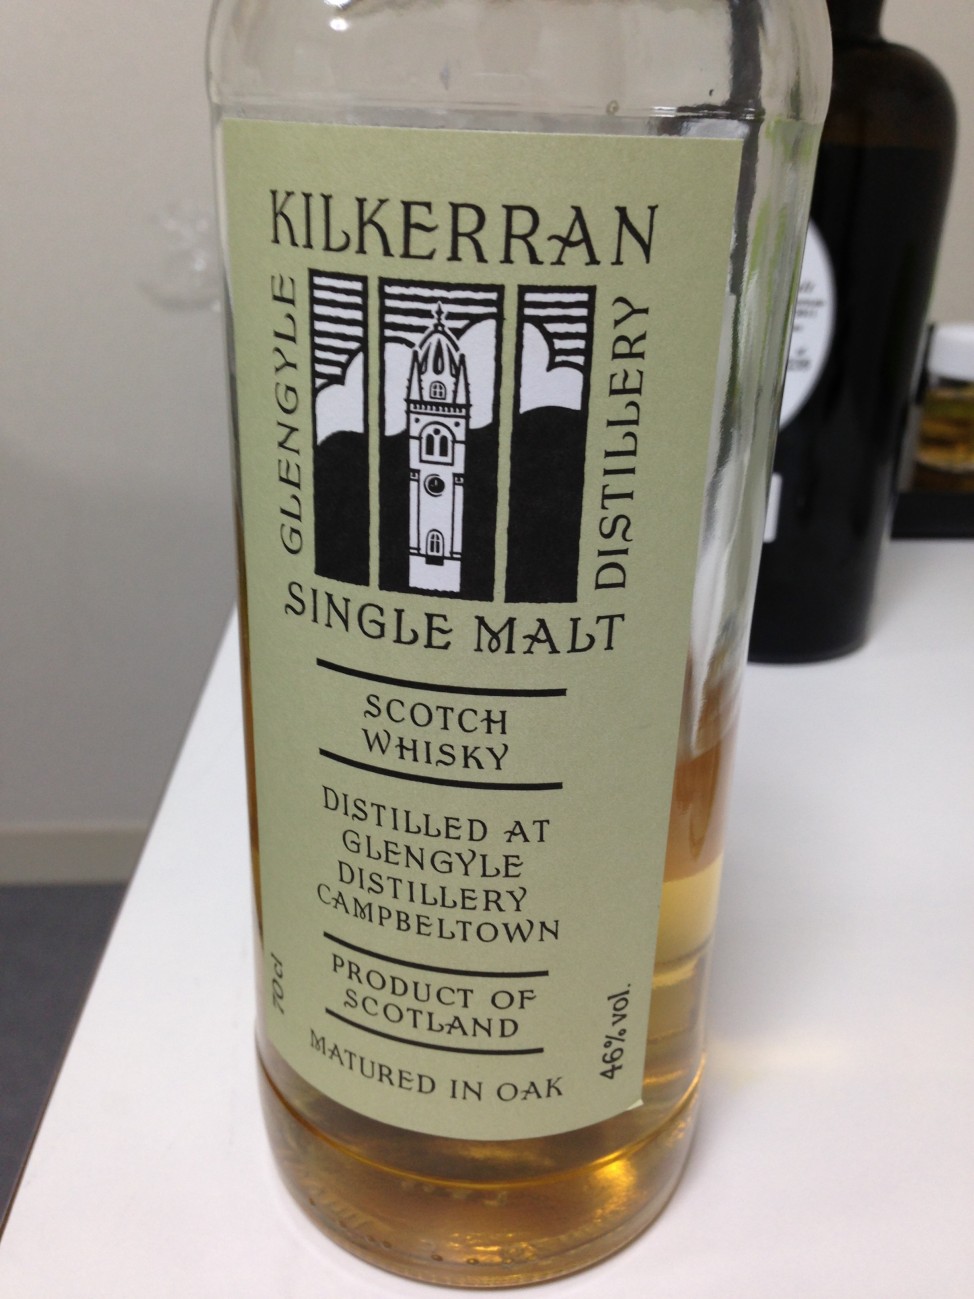 KILKERRAN
GLENGYLE
DISTILLERY
SINGLE MALT
SCOTCH
WHISKY
DISTILLED AT
GLENGYLE
DISTILLERY
CAMPBELTOWN
PRODUCT OF
SCOTLAND
70cl
46% vol.
MATURED IN OAK